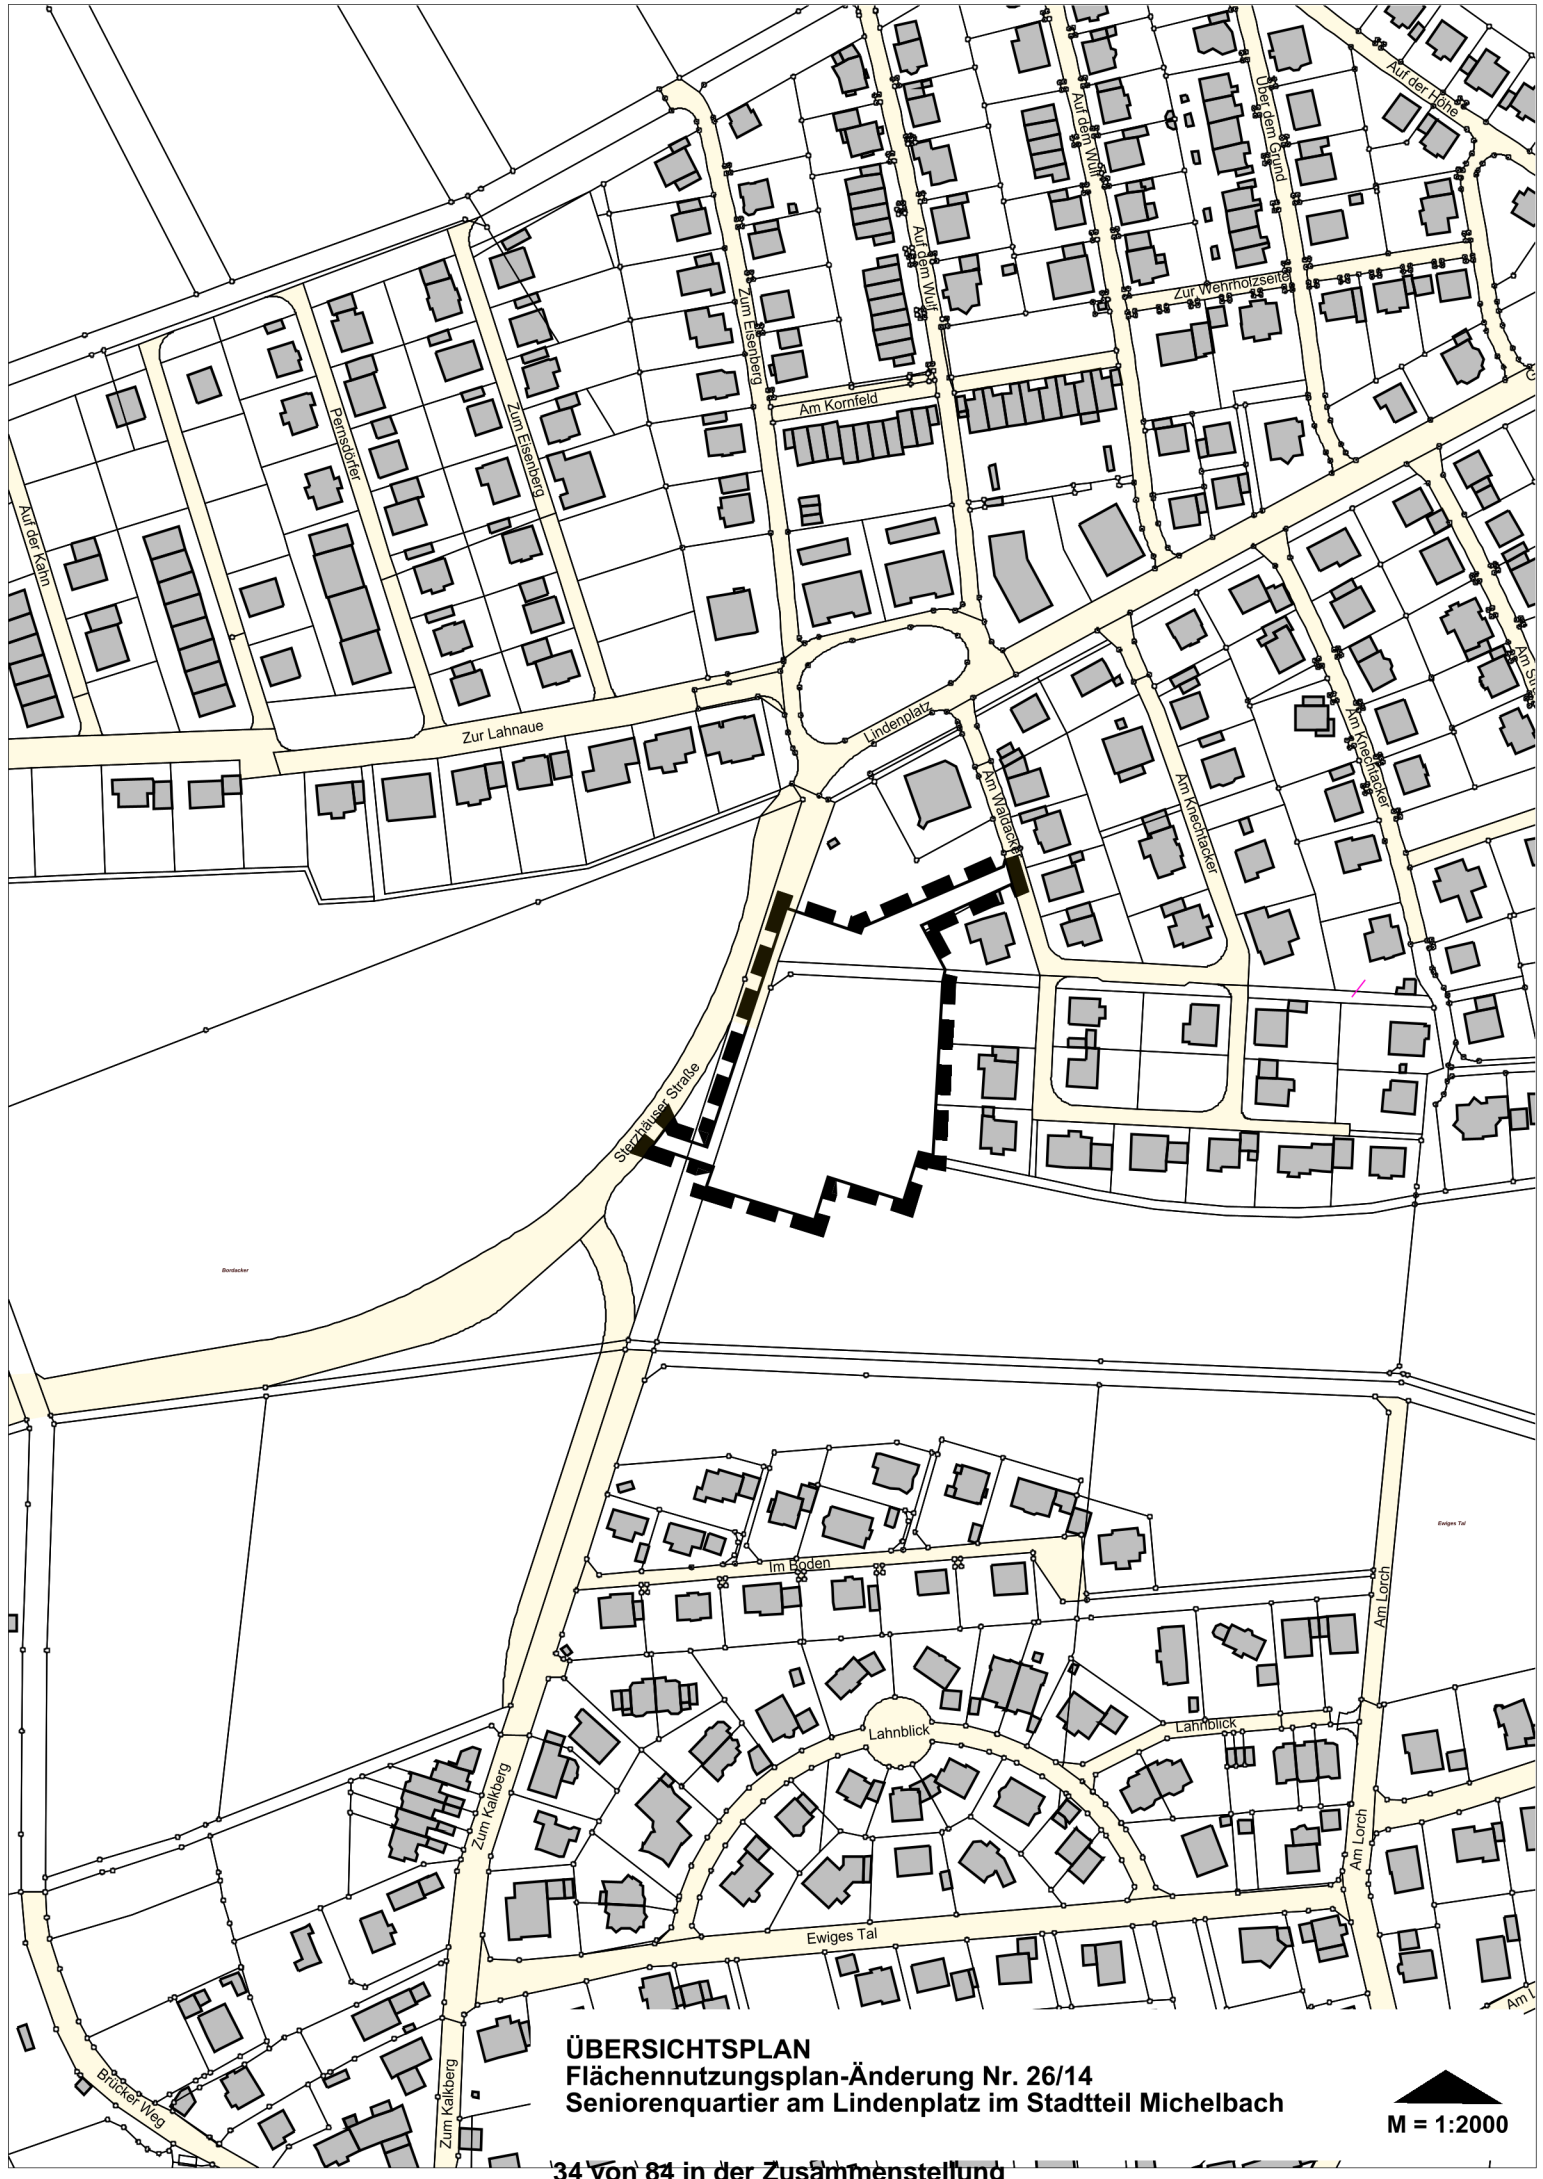 Auf der Höhe
Auf dem Wulf
Über dem Grund
Auf dem Wulf
Zur Wehrholzseite
Zum Eisenberg
Am Kornfeld
Zum Eisenberg
Pernsdörfer
Auf der Kahn
Zur Lahnaue
Lindenplatz
Am Waldacker
Am Knechtacker
Am Knechtacker
Sterzhäuser Straße
Bordacker
Ewiges Tal
Im Boden
Am Lorch
Lahnblick
Lahnblick
Zum Kalkberg
Am Lorch
Ewiges Tal
Brücker Weg
Zum Kalkberg
ÜBERSICHTSPLAN
Flächennutzungsplan-Änderung Nr. 26/14
Seniorenquartier am Lindenplatz im Stadtteil Michelbach
M = 1:2000
34 von 84 in der Zusammenstellung